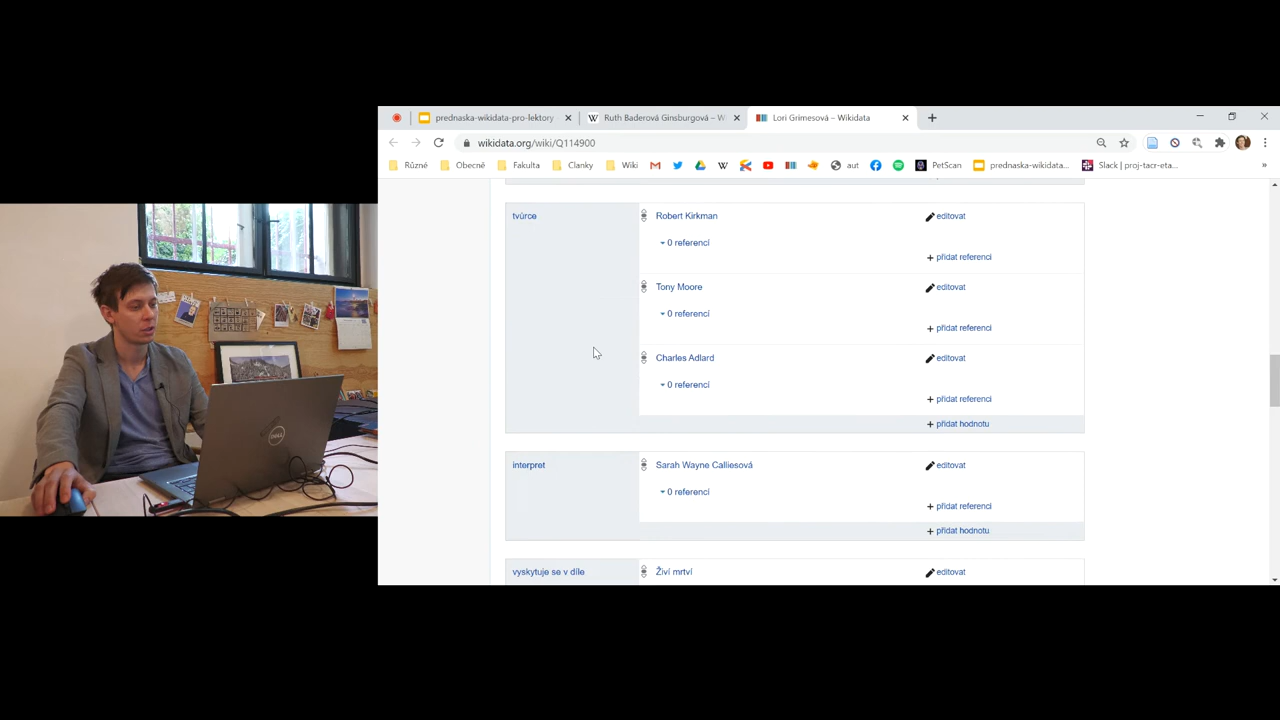 prednaska-wikidata-pro-lektory
Ruth Baderová Ginsburgová – W
Lori Grimesová – Wikidata
wikidata.org/wiki/Q114900
Různé Obecné Fakulta Clanky Wiki aut PetScan prednaska-wikidata... Slack | proj-tacr-eta...
tvůrce
Robert Kirkman
editovat
0 referencí
přidat referenci
Tony Moore
editovat
0 referencí
přidat referenci
Charles Adlard
editovat
0 referencí
přidat referenci
přidat hodnotu
interpret
Sarah Wayne Calliesová
editovat
0 referencí
přidat referenci
přidat hodnotu
vyskytuje se v díle
Živí mrtví
editovat
DELL